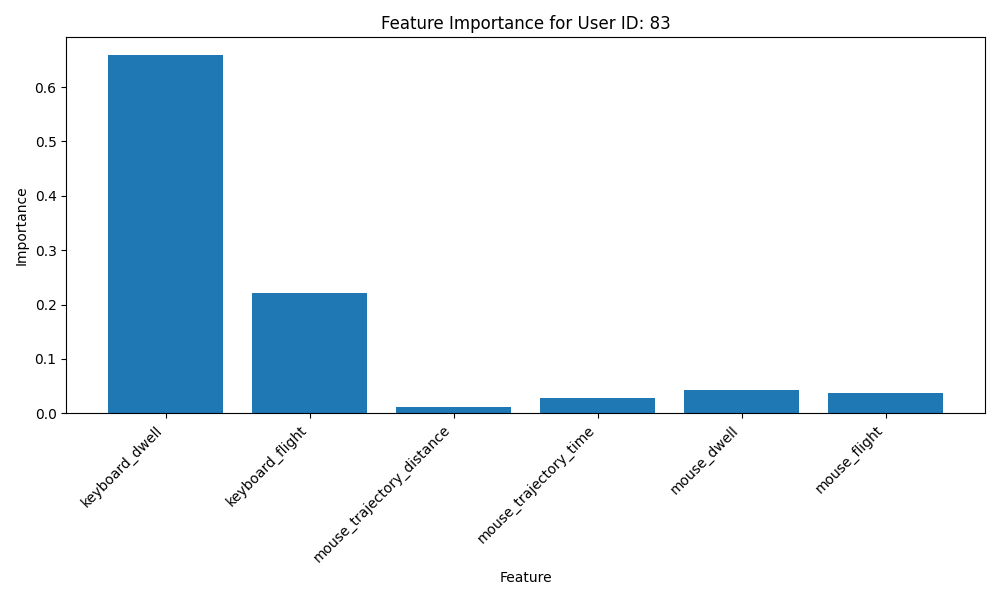 Feature Importance for User ID: 83
Importance
0.6
0.5
0.4
0.3
0.2
0.1
0.0
keyboard_dwell
keyboard_flight
mouse_trajectory_distance
mouse_trajectory_time
mouse_dwell
mouse_flight
Feature